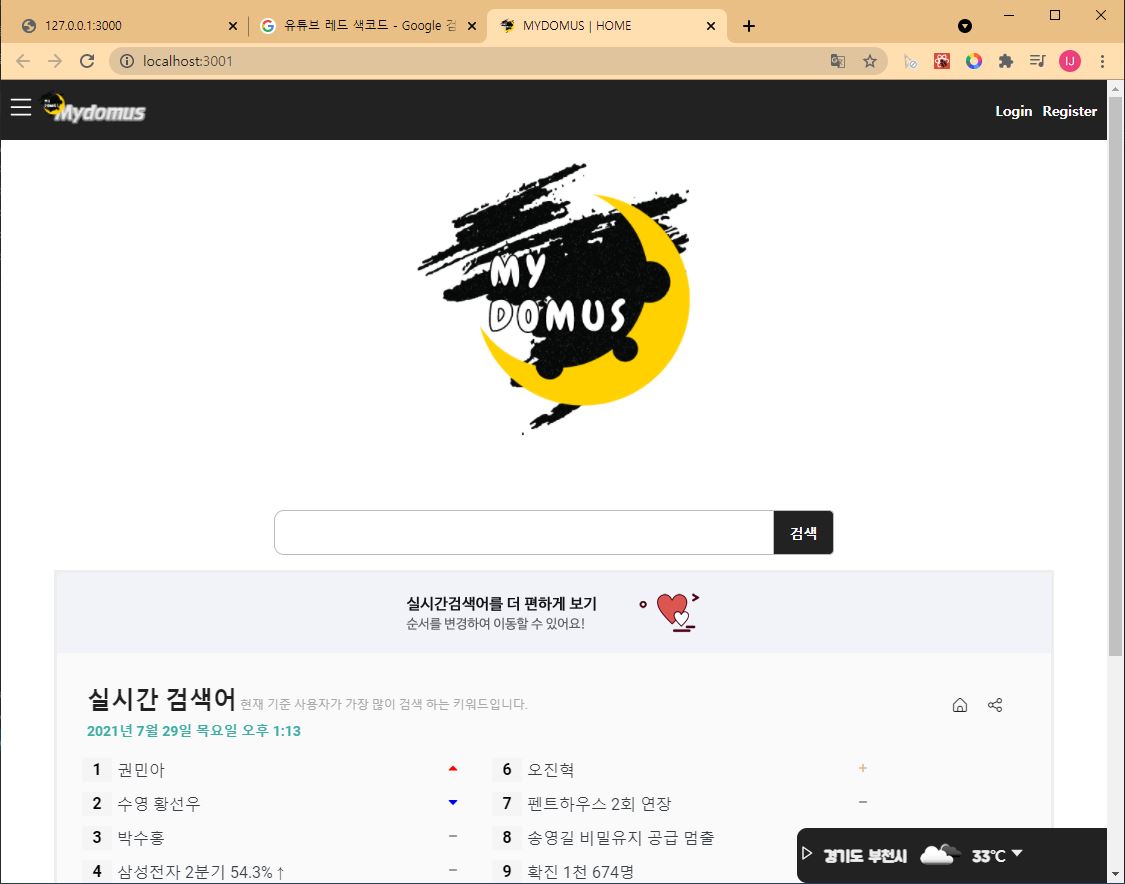 127.0.0.1:3000
유튜브 레드 색코드 - Google 검
MYDOMUS | HOME
localhost:3001
IJ
Mydomus
Login Register
MY
DOMUS
검색
실시간검색어를 더 편하게 보기
순서를 변경하여 이동할 수 있어요!
실시간 검색어 현재 기준 사용자가 가장 많이 검색 하는 키워드입니다.
2021년 7월 29일 목요일 오후 1:13
1 권민아
6 오진혁
2 수영 황선우
7 펜트하우스 2회 연장
3 박수홍
8 송영길 비밀유지 공급 멈출
4 삼성전자 2분기 54.3% ↑
9 확진 1천 674명
경기도 부천시 33℃